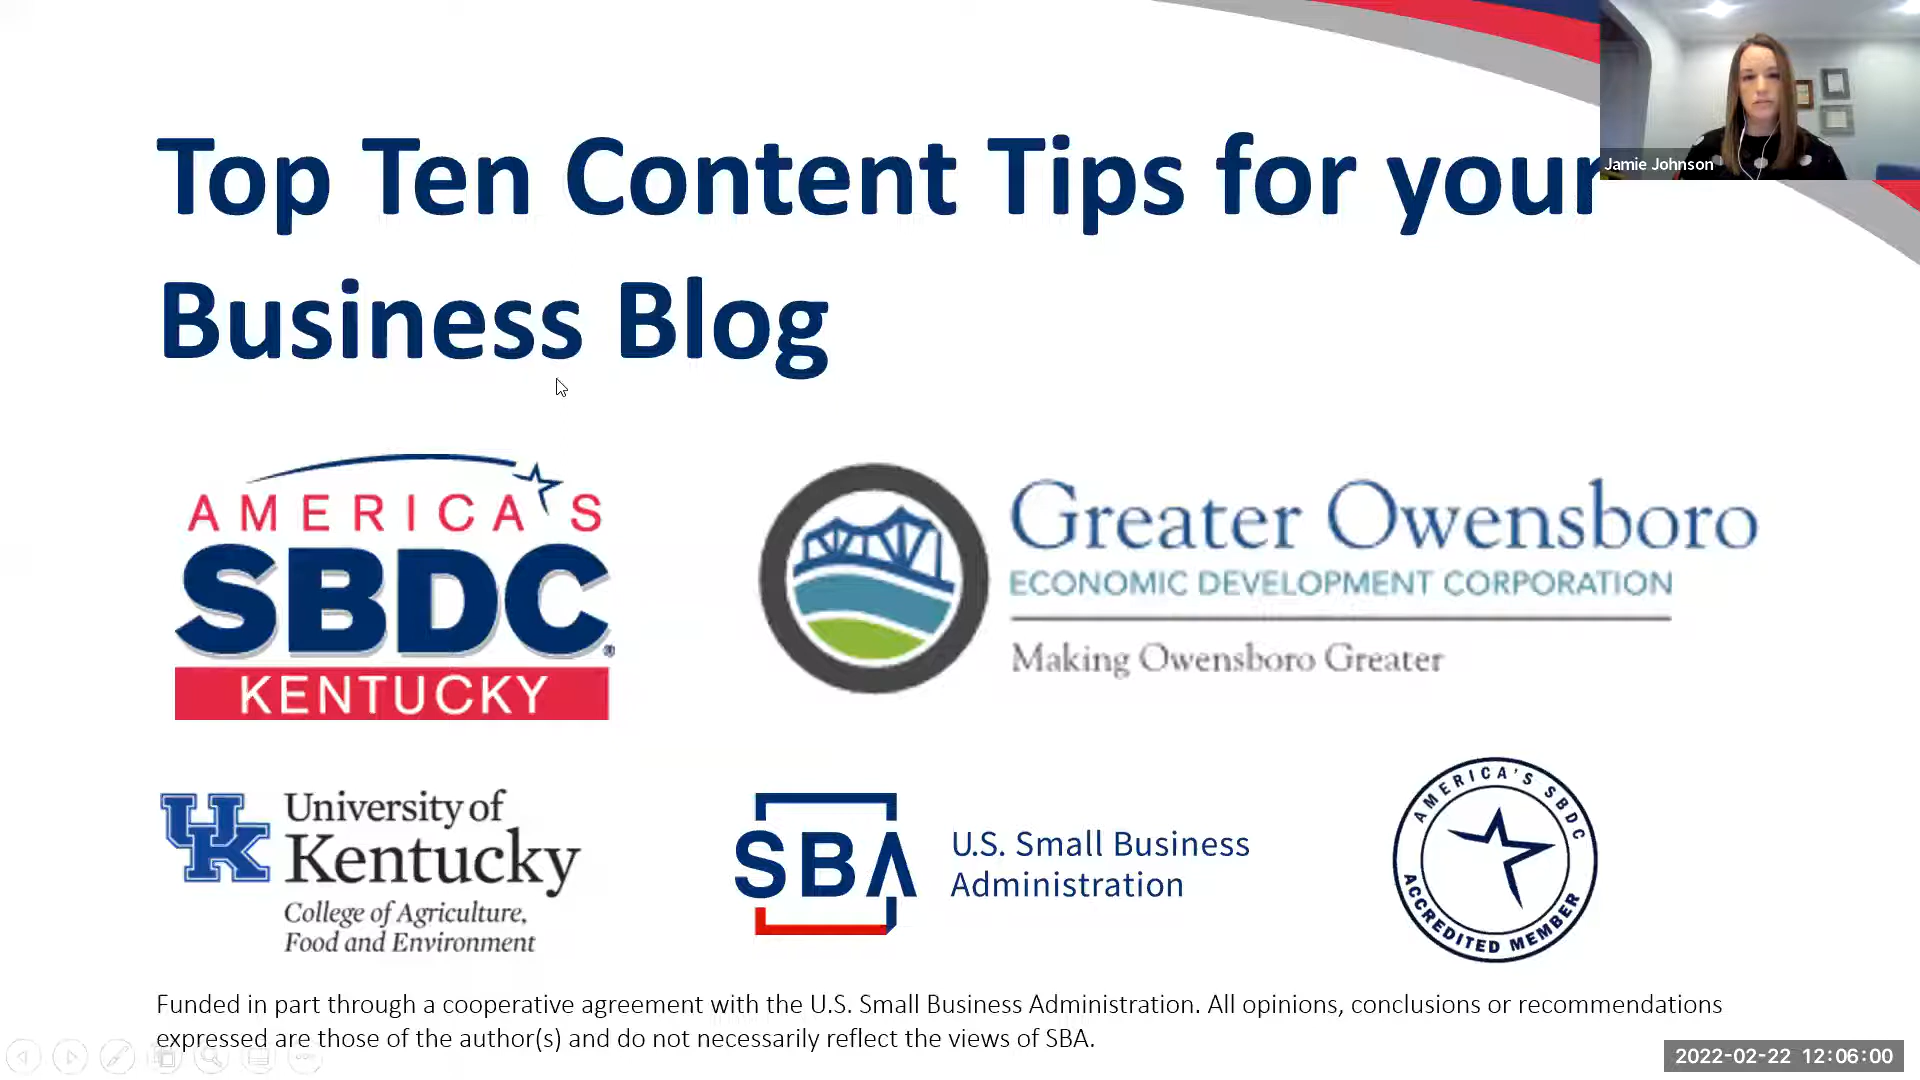 Top Ten Content Tips for your
Business Blog
Jamie Johnson
AMERICA'S
SBDC
KENTUCKY
Greater Owensboro
ECONOMIC DEVELOPMENT CORPORATION
Making Owensboro Greater
UK
University of
Kentucky
College of Agriculture,
Food and Environment
SBA
U.S. Small Business
Administration
AMERICA'S SBDC
ACCREDITED MEMBER
Funded in part through a cooperative agreement with the U.S. Small Business Administration. All opinions, conclusions or recommendations
expressed are those of the author(s) and do not necessarily reflect the views of SBA.
2022-02-22 12:06:00